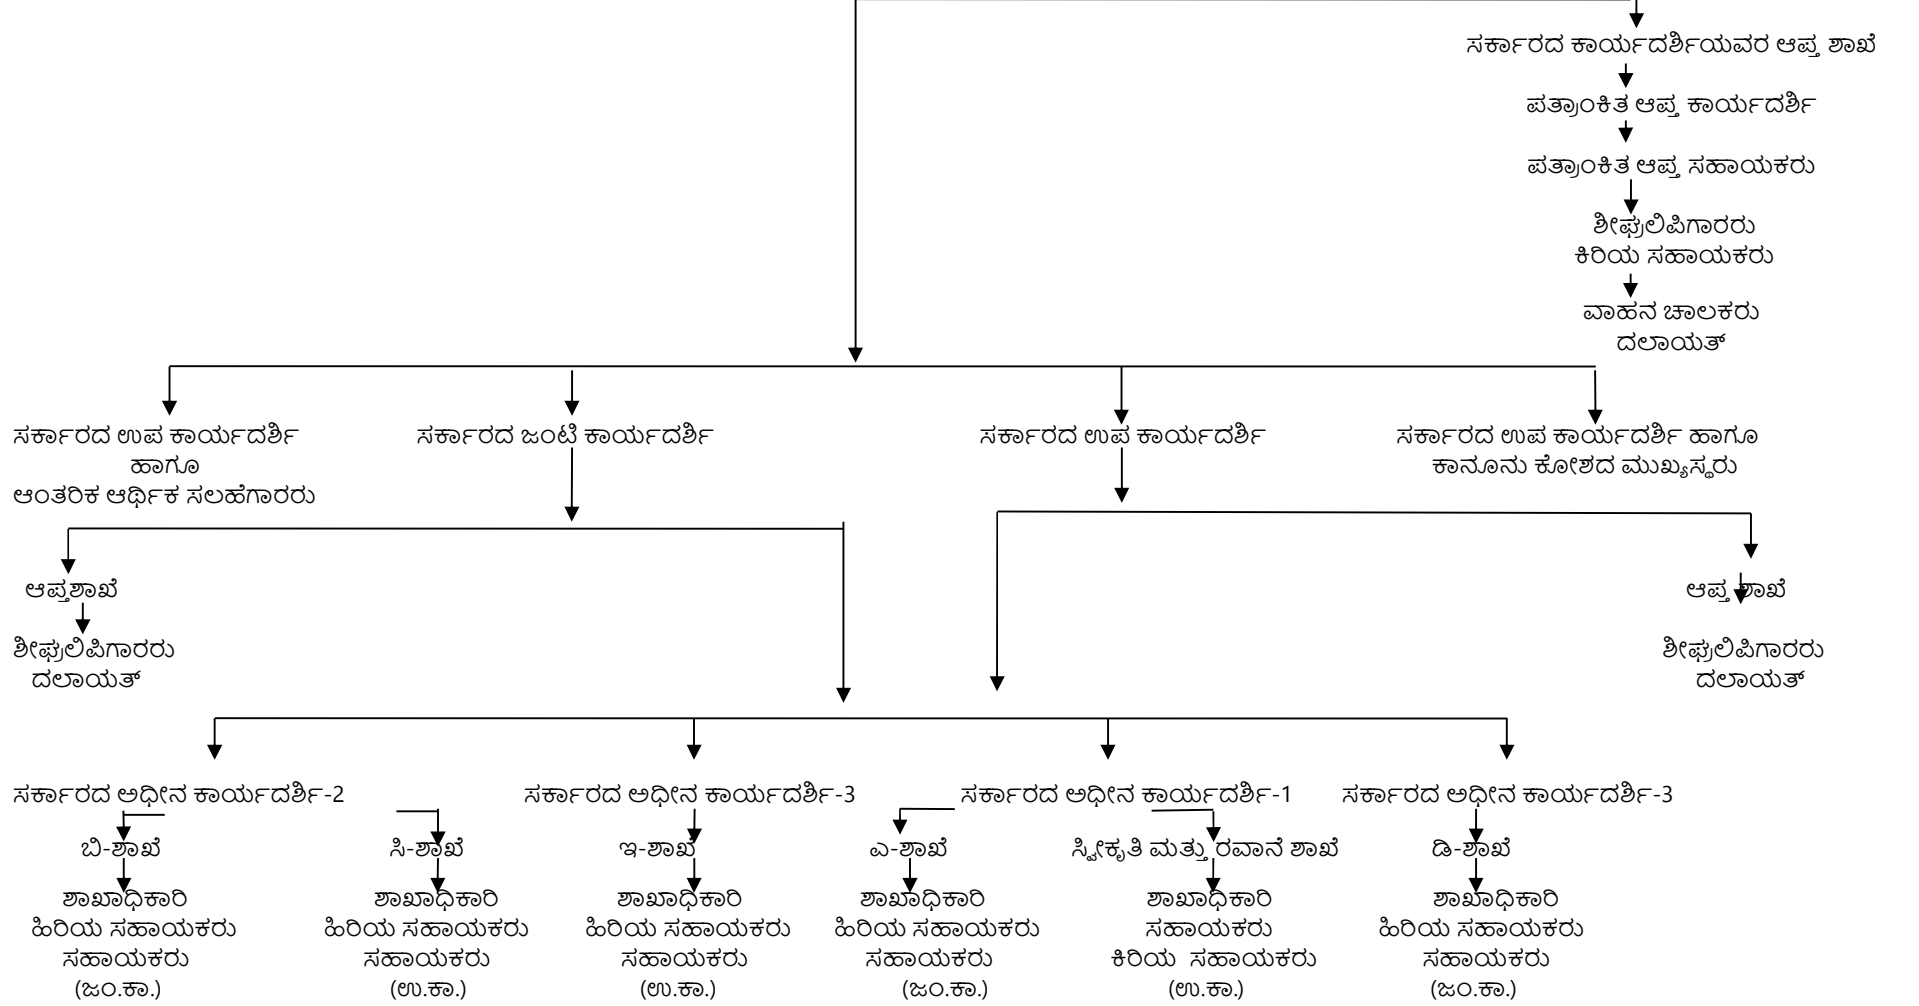 ಸರ್ಕಾರದ ಕಾರ್ಯದರ್ಶಿಯವರ ಆಪ್ತ ಶಾಖೆ
ಪತ್ರಾಂಕಿತ ಆಪ್ತ ಕಾರ್ಯದರ್ಶಿ
ಪತ್ರಾಂಕಿತ ಆಪ್ತ ಸಹಾಯಕರು
ಶೀಘ್ರಲಿಪಿಗಾರರು
ಕಿರಿಯ ಸಹಾಯಕರು
ವಾಹನ ಚಾಲಕರು
ದಲಾಯತ್
ಸರ್ಕಾರದ ಉಪ ಕಾರ್ಯದರ್ಶಿ
ಹಾಗೂ
ಆಂತರಿಕ ಆರ್ಥಿಕ ಸಲಹೆಗಾರರು
ಸರ್ಕಾರದ ಜಂಟಿ ಕಾರ್ಯದರ್ಶಿ
ಸರ್ಕಾರದ ಉಪ ಕಾರ್ಯದರ್ಶಿ
ಸರ್ಕಾರದ ಉಪ ಕಾರ್ಯದರ್ಶಿ ಹಾಗೂ
ಕಾನೂನು ಕೋಶದ ಮುಖ್ಯಸ್ಥರು
ಆಪ್ತಶಾಖೆ
ಶೀಘ್ರಲಿಪಿಗಾರರು
ದಲಾಯತ್
ಆಪ್ತ ಶಾಖೆ
ಶೀಘ್ರಲಿಪಿಗಾರರು
ದಲಾಯತ್
ಸರ್ಕಾರದ ಅಧೀನ ಕಾರ್ಯದರ್ಶಿ-2
ಸರ್ಕಾರದ ಅಧೀನ ಕಾರ್ಯದರ್ಶಿ-3
ಸರ್ಕಾರದ ಅಧೀನ ಕಾರ್ಯದರ್ಶಿ-1
ಸರ್ಕಾರದ ಅಧೀನ ಕಾರ್ಯದರ್ಶಿ-3
ಬಿ-ಶಾಖೆ
ಶಾಖಾಧಿಕಾರಿ
ಹಿರಿಯ ಸಹಾಯಕರು
ಸಹಾಯಕರು
(ಜಂ.ಕಾ.)
ಸಿ-ಶಾಖೆ
ಶಾಖಾಧಿಕಾರಿ
ಹಿರಿಯ ಸಹಾಯಕರು
ಸಹಾಯಕರು
(ಉ.ಕಾ.)
ಇ-ಶಾಖೆ
ಶಾಖಾಧಿಕಾರಿ
ಹಿರಿಯ ಸಹಾಯಕರು
ಸಹಾಯಕರು
(ಉ.ಕಾ.)
ಎ-ಶಾಖೆ
ಶಾಖಾಧಿಕಾರಿ
ಹಿರಿಯ ಸಹಾಯಕರು
ಸಹಾಯಕರು
(ಜಂ.ಕಾ.)
ಸ್ವೀಕೃತಿ ಮತ್ತು ರವಾನೆ ಶಾಖೆ
ಶಾಖಾಧಿಕಾರಿ
ಸಹಾಯಕರು
ಕಿರಿಯ ಸಹಾಯಕರು
(ಉ.ಕಾ.)
ಡಿ-ಶಾಖೆ
ಶಾಖಾಧಿಕಾರಿ
ಹಿರಿಯ ಸಹಾಯಕರು
ಸಹಾಯಕರು
(ಜಂ.ಕಾ.)